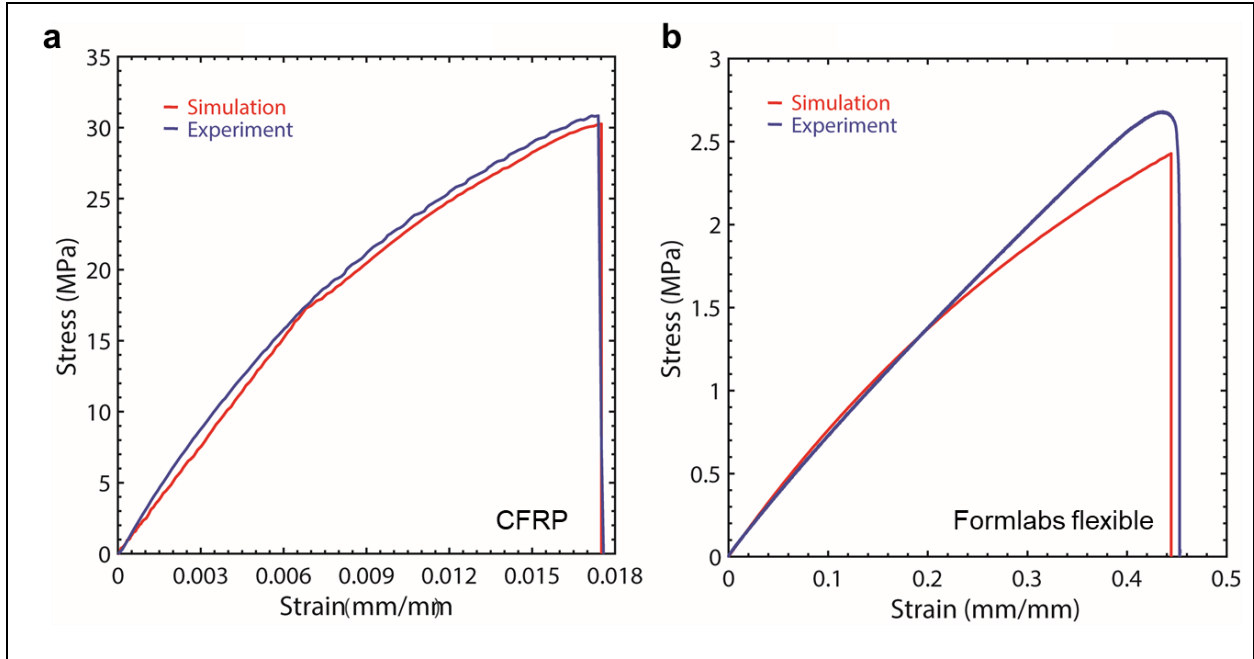 a
35
30
25
20
15
10
5
0
Stress (MPa)
Simulation
Experiment
CFRP
0 0.003 0.006 0.009 0.012 0.015 0.018
Strain(mm/mm)
b
3
2.5
2
1.5
1
0.5
0
Stress (MPa)
Simulation
Experiment
Formlabs flexible
0 0.1 0.2 0.3 0.4 0.5
Strain (mm/mm)